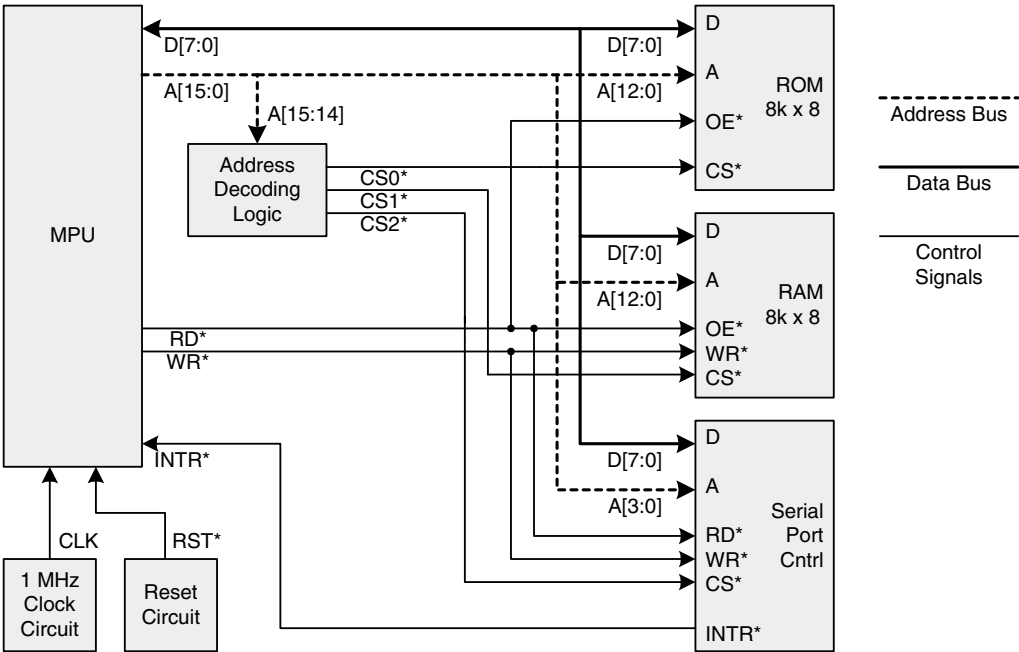 MPU
D[7:0]
A[15:0]
A[15:14]
Address
Decoding
Logic
CS0*
CS1*
CS2*
RD*
WR*
INTR*
CLK
RST*
1 MHz
Clock
Circuit
Reset
Circuit
D[7:0]
A[12:0]
D
A
OE*
CS*
ROM
8k x 8
D[7:0]
A[12:0]
D
A
OE*
WR*
CS*
RAM
8k x 8
D[7:0]
A[3:0]
D
A
RD*
WR*
CS*
INTR*
Serial
Port
Cntrl
Address Bus
Data Bus
Control
Signals